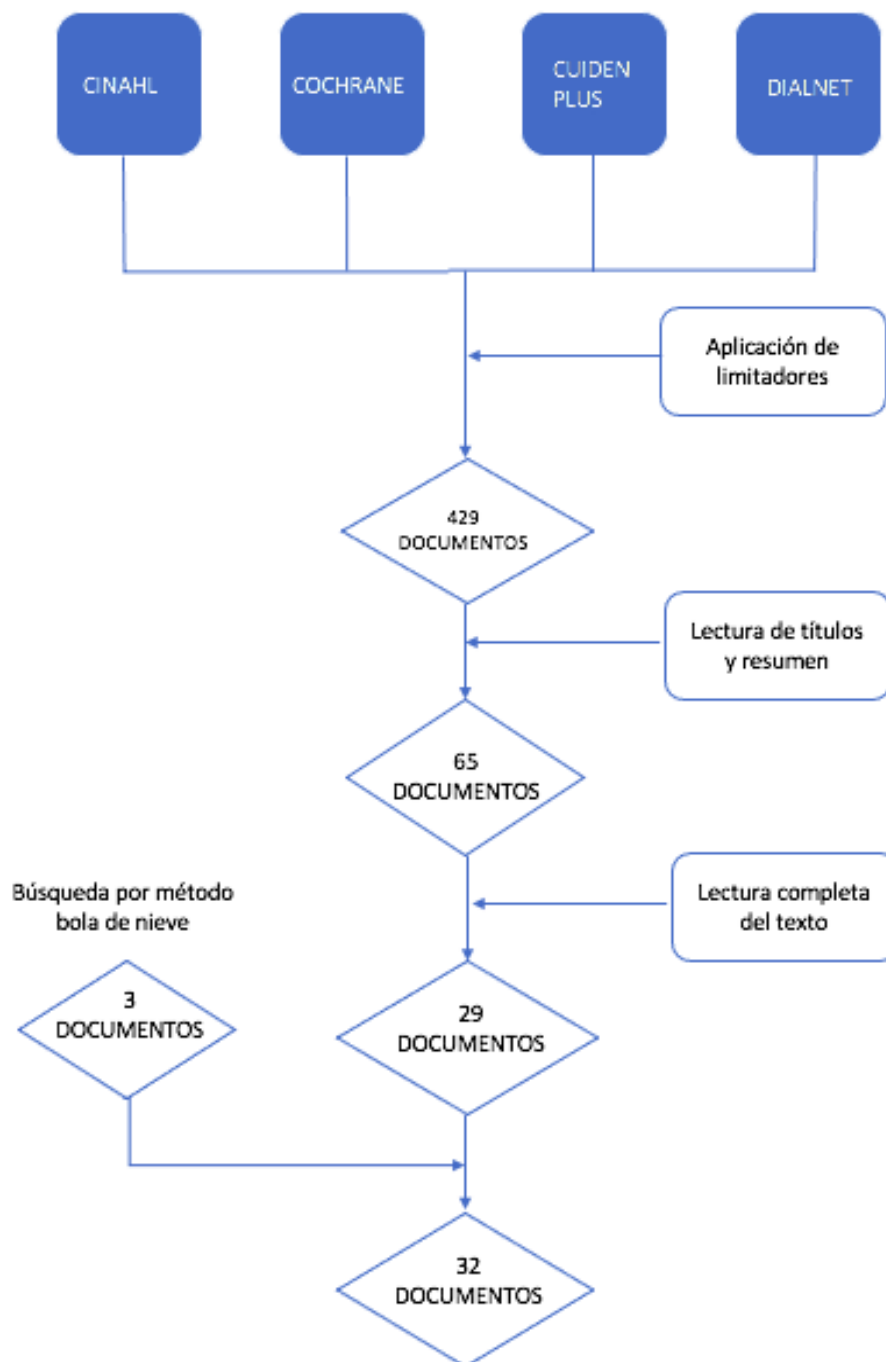 CINAHL
COCHRANE
CUIDEN
PLUS
DIALNET
Aplicación de
limitadores
429
DOCUMENTOS
Lectura de títulos
y resumen
65
DOCUMENTOS
Búsqueda por método
bola de nieve
Lectura completa
del texto
3
DOCUMENTOS
29
DOCUMENTOS
32
DOCUMENTOS